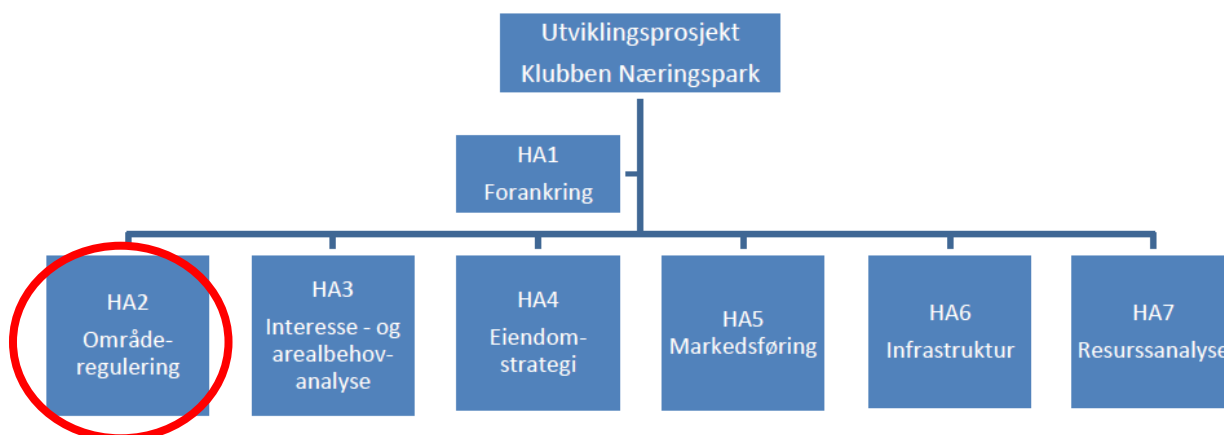 Utviklingsprosjekt
Klubben Næringspark
HA1
Forankring
HA2
Område-
regulering
HA3
Interesse - og
arealbehov-
analyse
HA4
Eiendom-
strategi
HA5
Markedsføring
HA6
Infrastruktur
HA7
Resurssanalyse